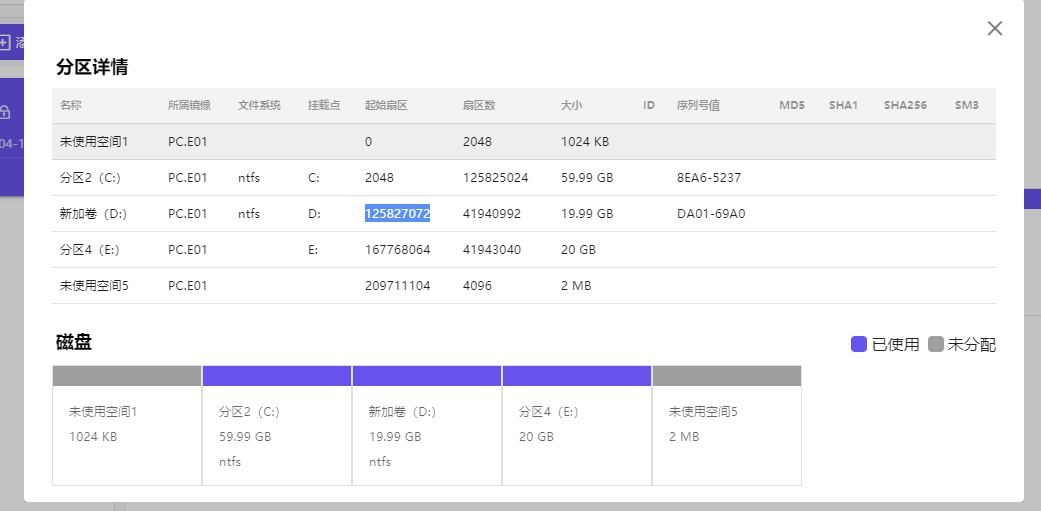 添
04-1
分区详情
名称 所属镜像 文件系统 挂载点 起始扇区 扇区数 大小 ID 序列号值 MD5 SHA1 SHA256 SM3
未使用空间1 PC.E01 0 2048 1024 KB
分区2（C:） PC.E01 ntfs C: 2048 125825024 59.99 GB 8EA6-5237
新加卷（D:） PC.E01 ntfs D: 125827072 41940992 19.99 GB DA01-69A0
分区4（E:） PC.E01 E: 167768064 41943040 20 GB
未使用空间5 PC.E01 209711104 4096 2 MB
磁盘
已使用 未分配
未使用空间1 分区2（C:） 新加卷（D:） 分区4（E:） 未使用空间5
1024 KB 59.99 GB 19.99 GB 20 GB 2 MB
ntfs ntfs